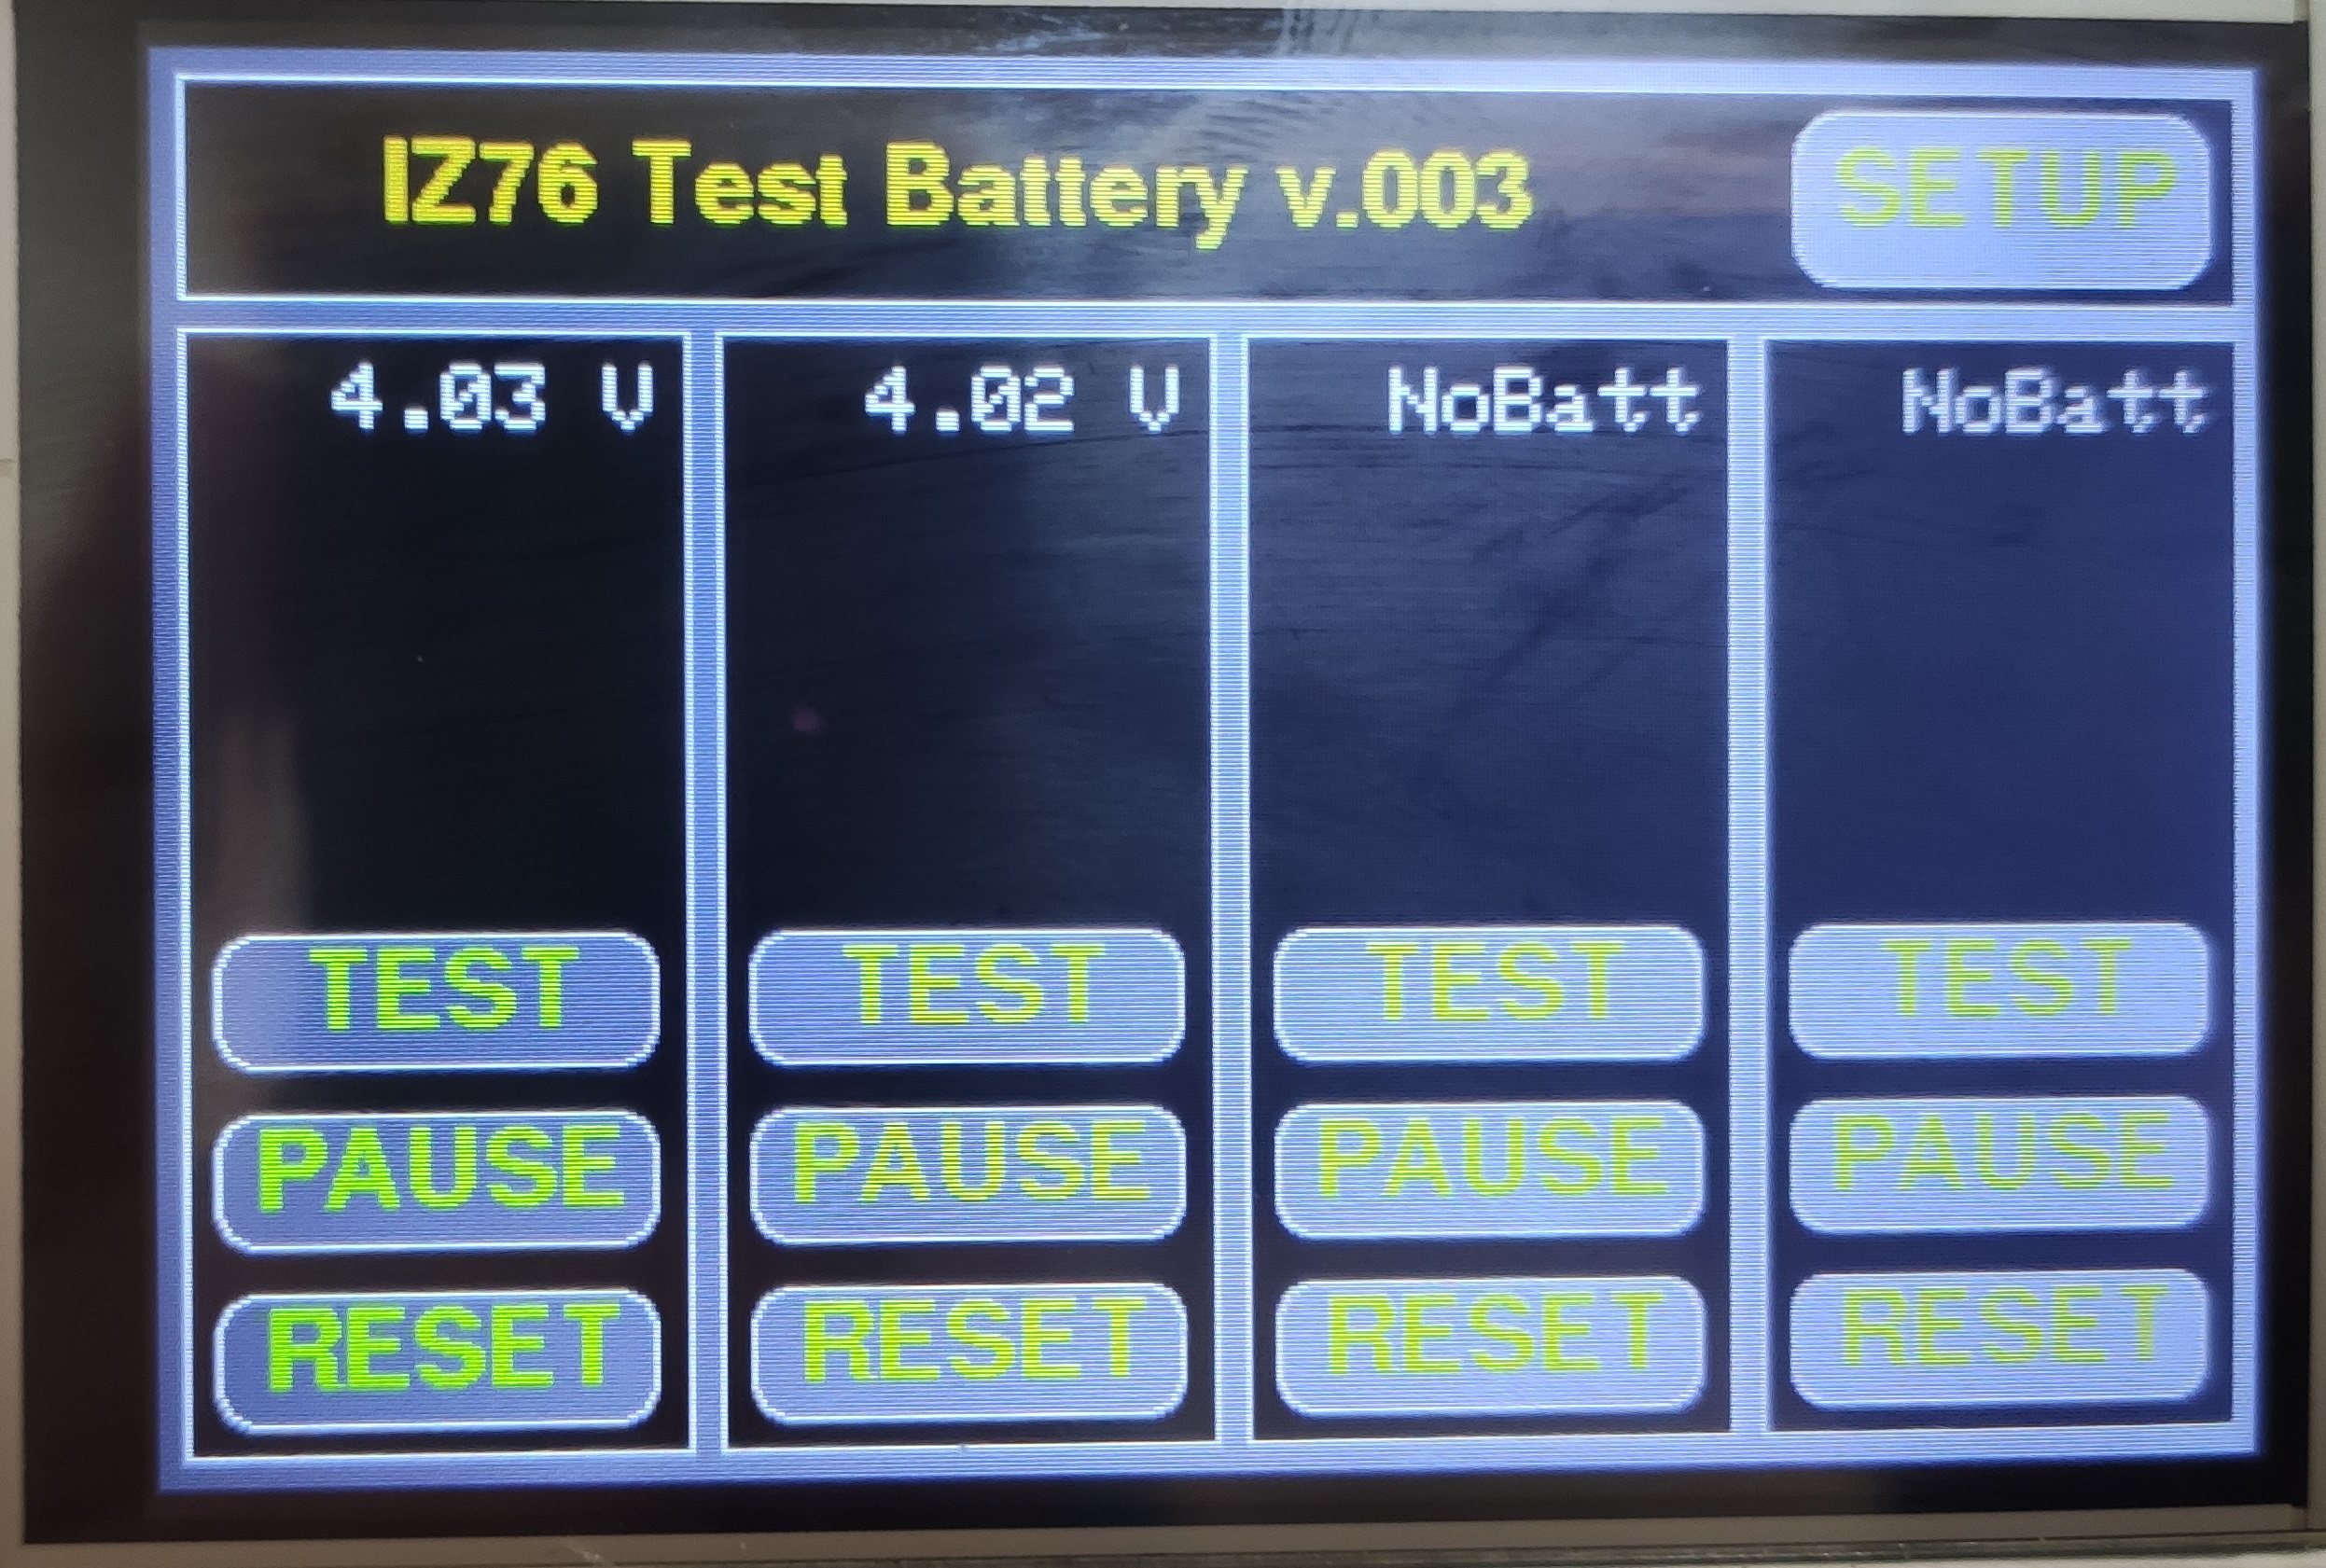 IZ76 Test Battery v.003 SETUP
4.03 V 4.02 V NoBatt NoBatt
TEST TEST TEST TEST
PAUSE PAUSE PAUSE PAUSE
RESET RESET RESET RESET